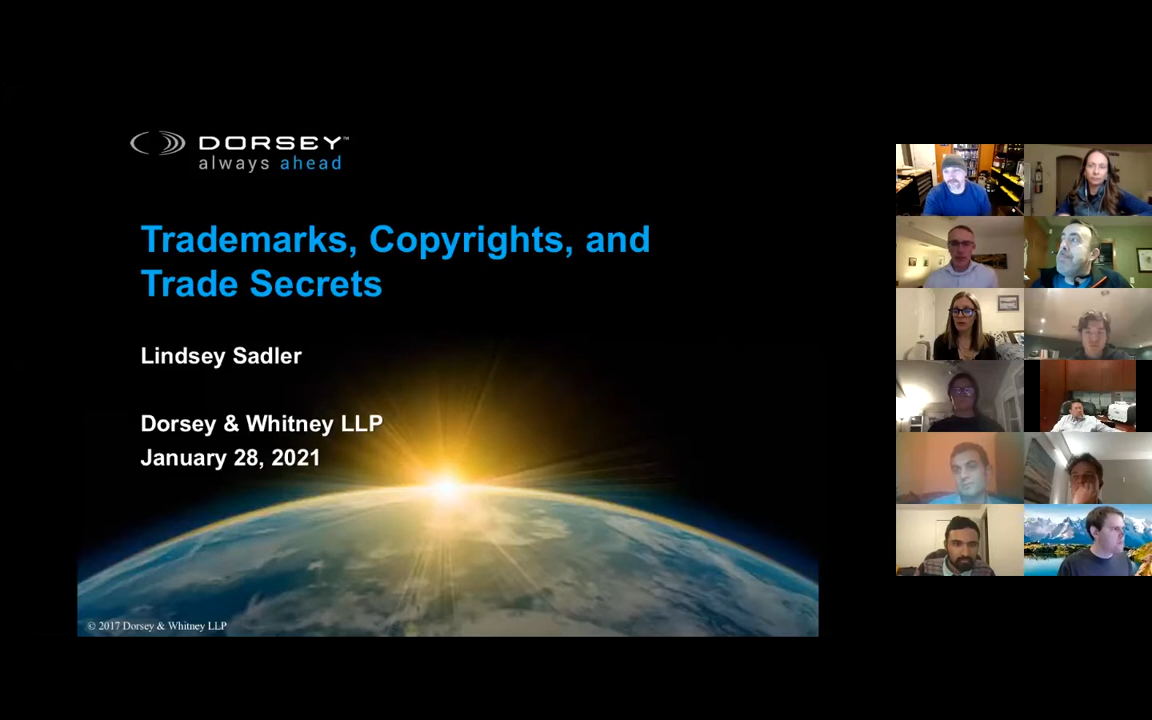 DORSEY™
always ahead
Trademarks, Copyrights, and
Trade Secrets
Lindsey Sadler
Dorsey & Whitney LLP
January 28, 2021
© 2017 Dorsey & Whitney LLP